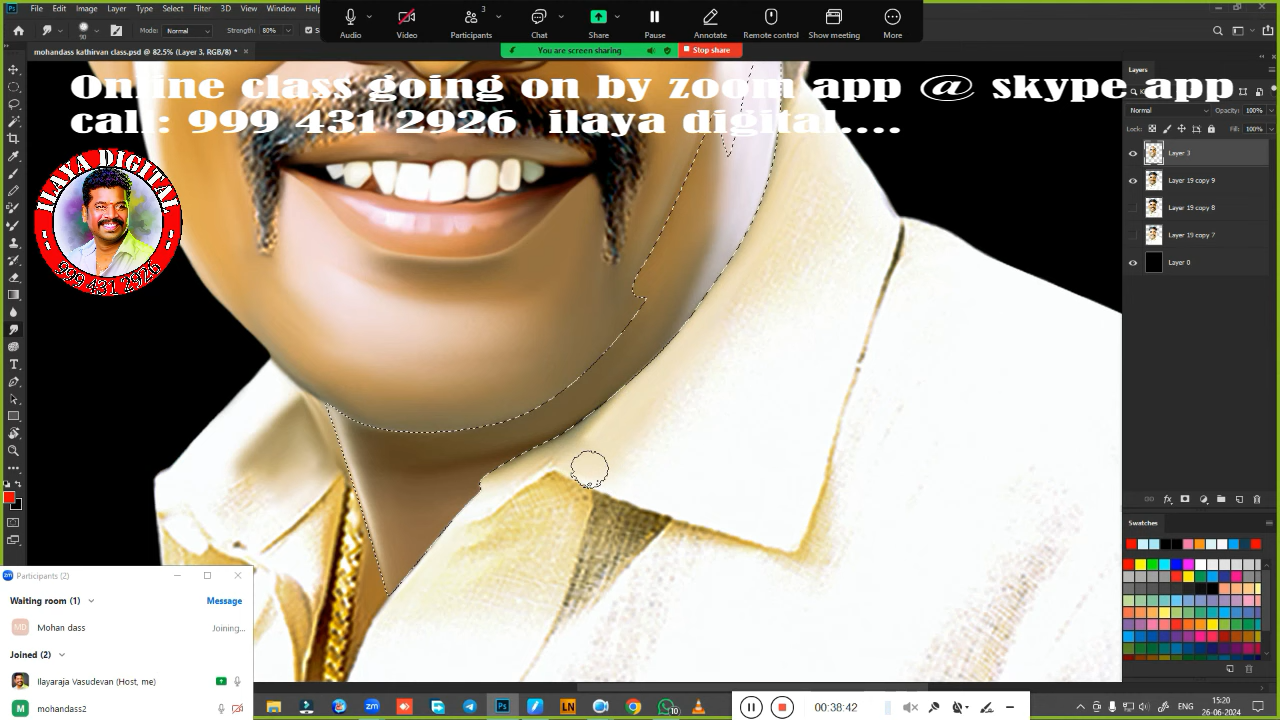 File Edit Image Layer Type Select Filter 3D View Window
Audio Video Participants 3 Chat Share Pause Annotate Remote control Show meeting More
Mode: Normal Strength: 80%
You are screen sharing Stop share
mohandass kathirvan class.psd @ 82.5% (Layer 3, RGB/8) *
Online class going on by zoom app @ skype app
call : 999 431 2926 ilaya digital....
ILAYA DIGITAL
999 431 2926
Layers
Normal Opacity: 100%
Lock: Fill: 100%
Layer 3
Layer 19 copy 9
Layer 19 copy 8
Layer 19 copy 7
Layer 0
Swatches
Participants (2)
Waiting room (1) Message
MD Mohan dass Joining...
Joined (2)
Ilayaraja Vasudevan (Host, me)
M mohandass2
00:38:42
ENG
15:20
26-06-2024